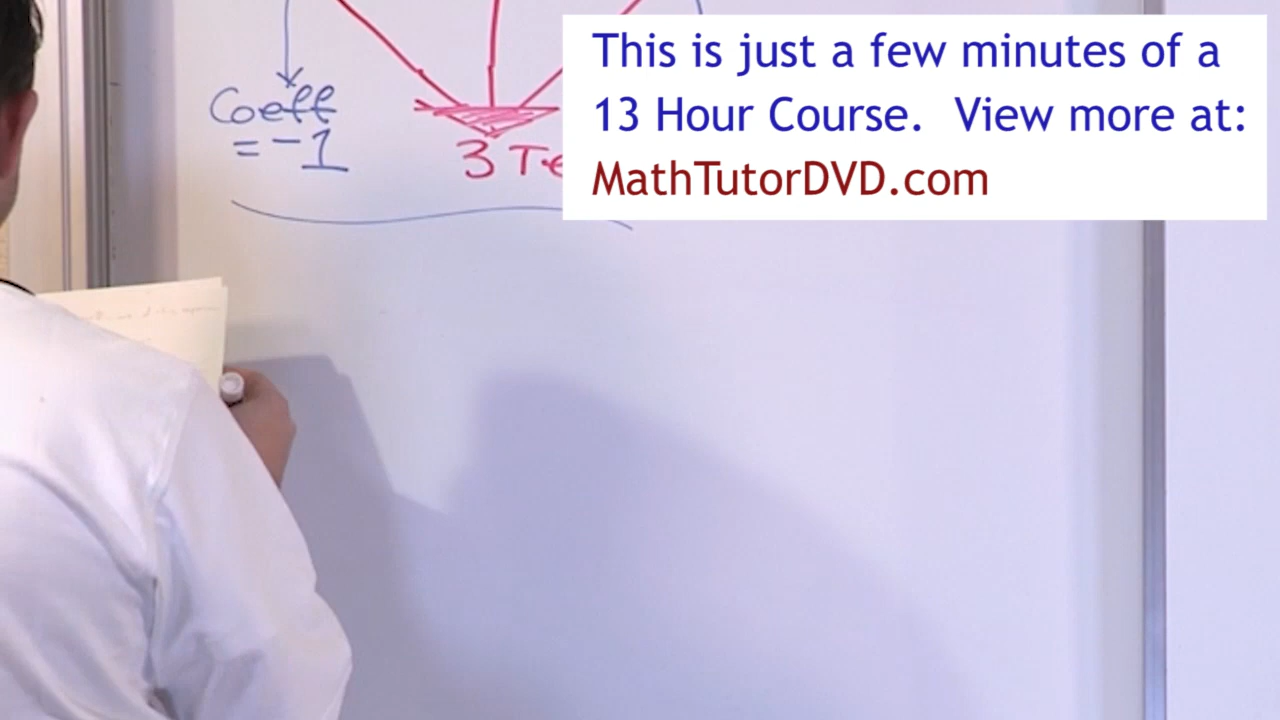 This is just a few minutes of a
13 Hour Course. View more at:
MathTutorDVD.com
Coeff
= -1
3 Te